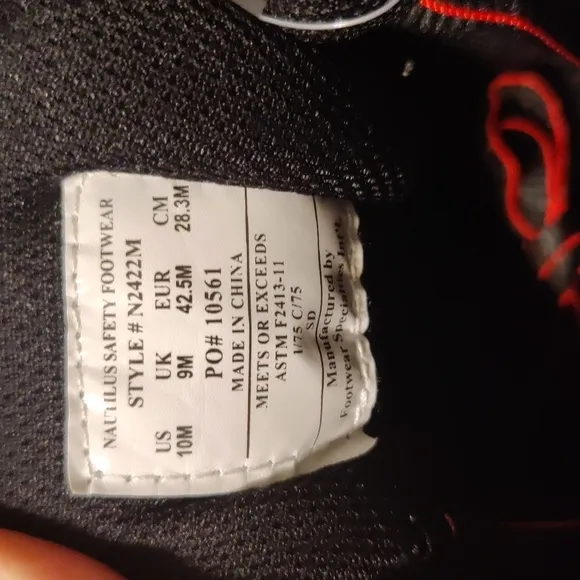 NAUTILUS SAFETY FOOTWEAR
STYLE# N2422M
US UK EUR CM
10M 9M 42.5M 28.3M
PO# 10561
MADE IN CHINA
MEETS OR EXCEEDS
ASTM F2413-11
I/75 C/75
SD
Manufactured by
Footwear Specialties Int'l